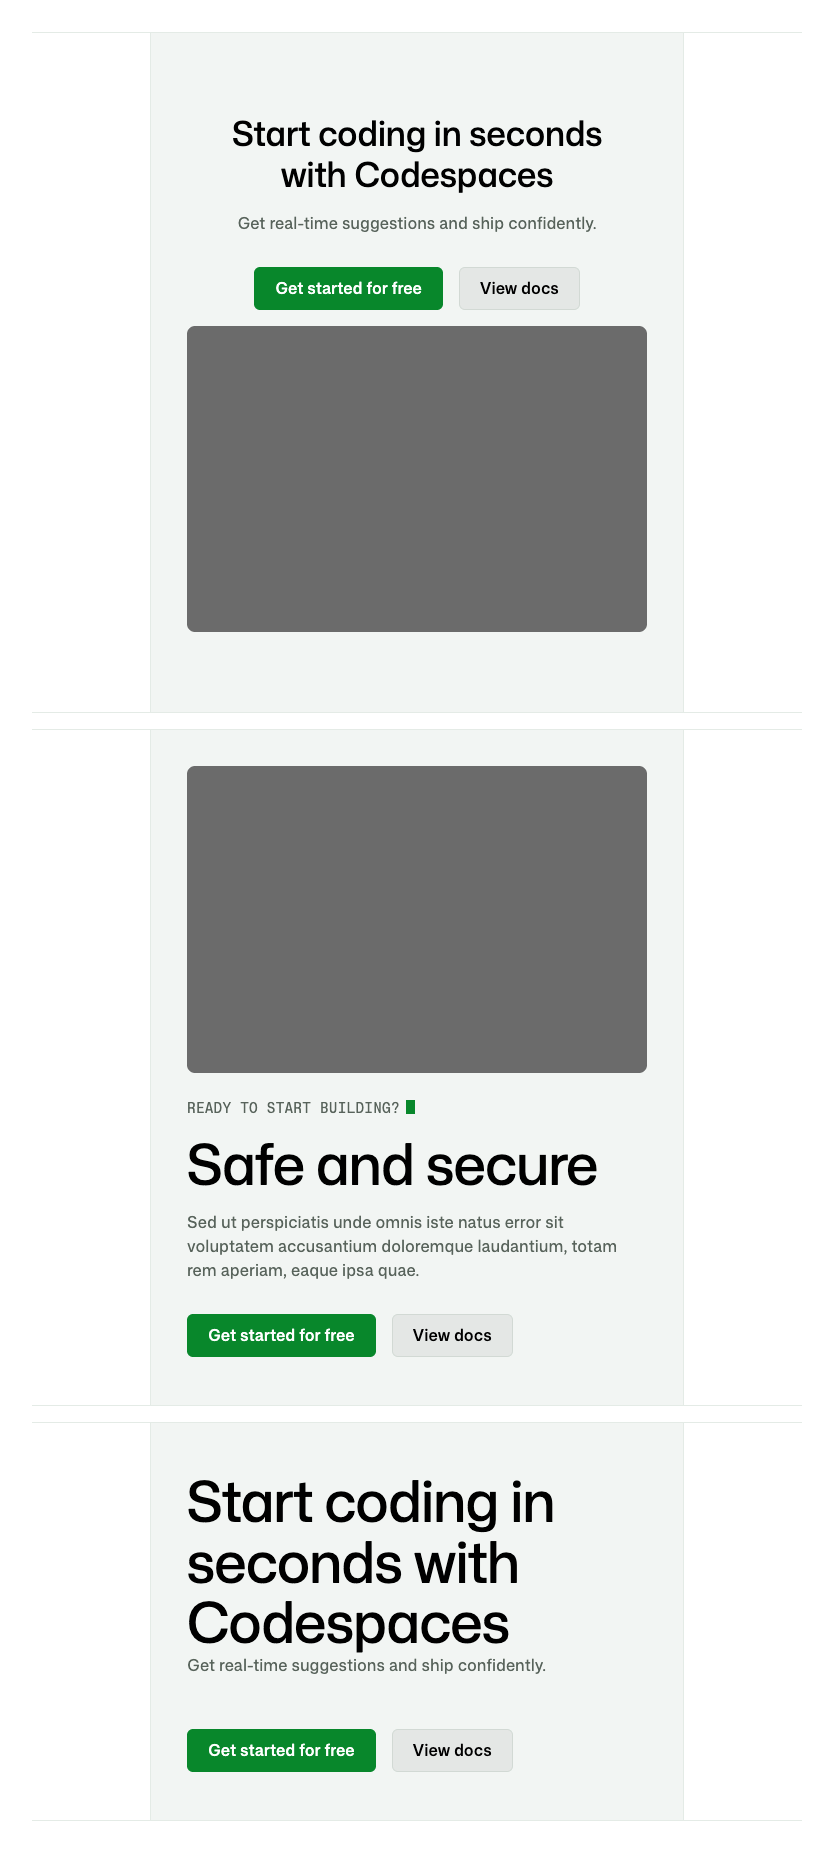 Start coding in seconds
with Codespaces
Get real-time suggestions and ship confidently.
Get started for free
View docs
READY TO START BUILDING?
Safe and secure
Sed ut perspiciatis unde omnis iste natus error sit
voluptatem accusantium doloremque laudantium, totam
rem aperiam, eaque ipsa quae.
Get started for free
View docs
Start coding in
seconds with
Codespaces
Get real-time suggestions and ship confidently.
Get started for free
View docs